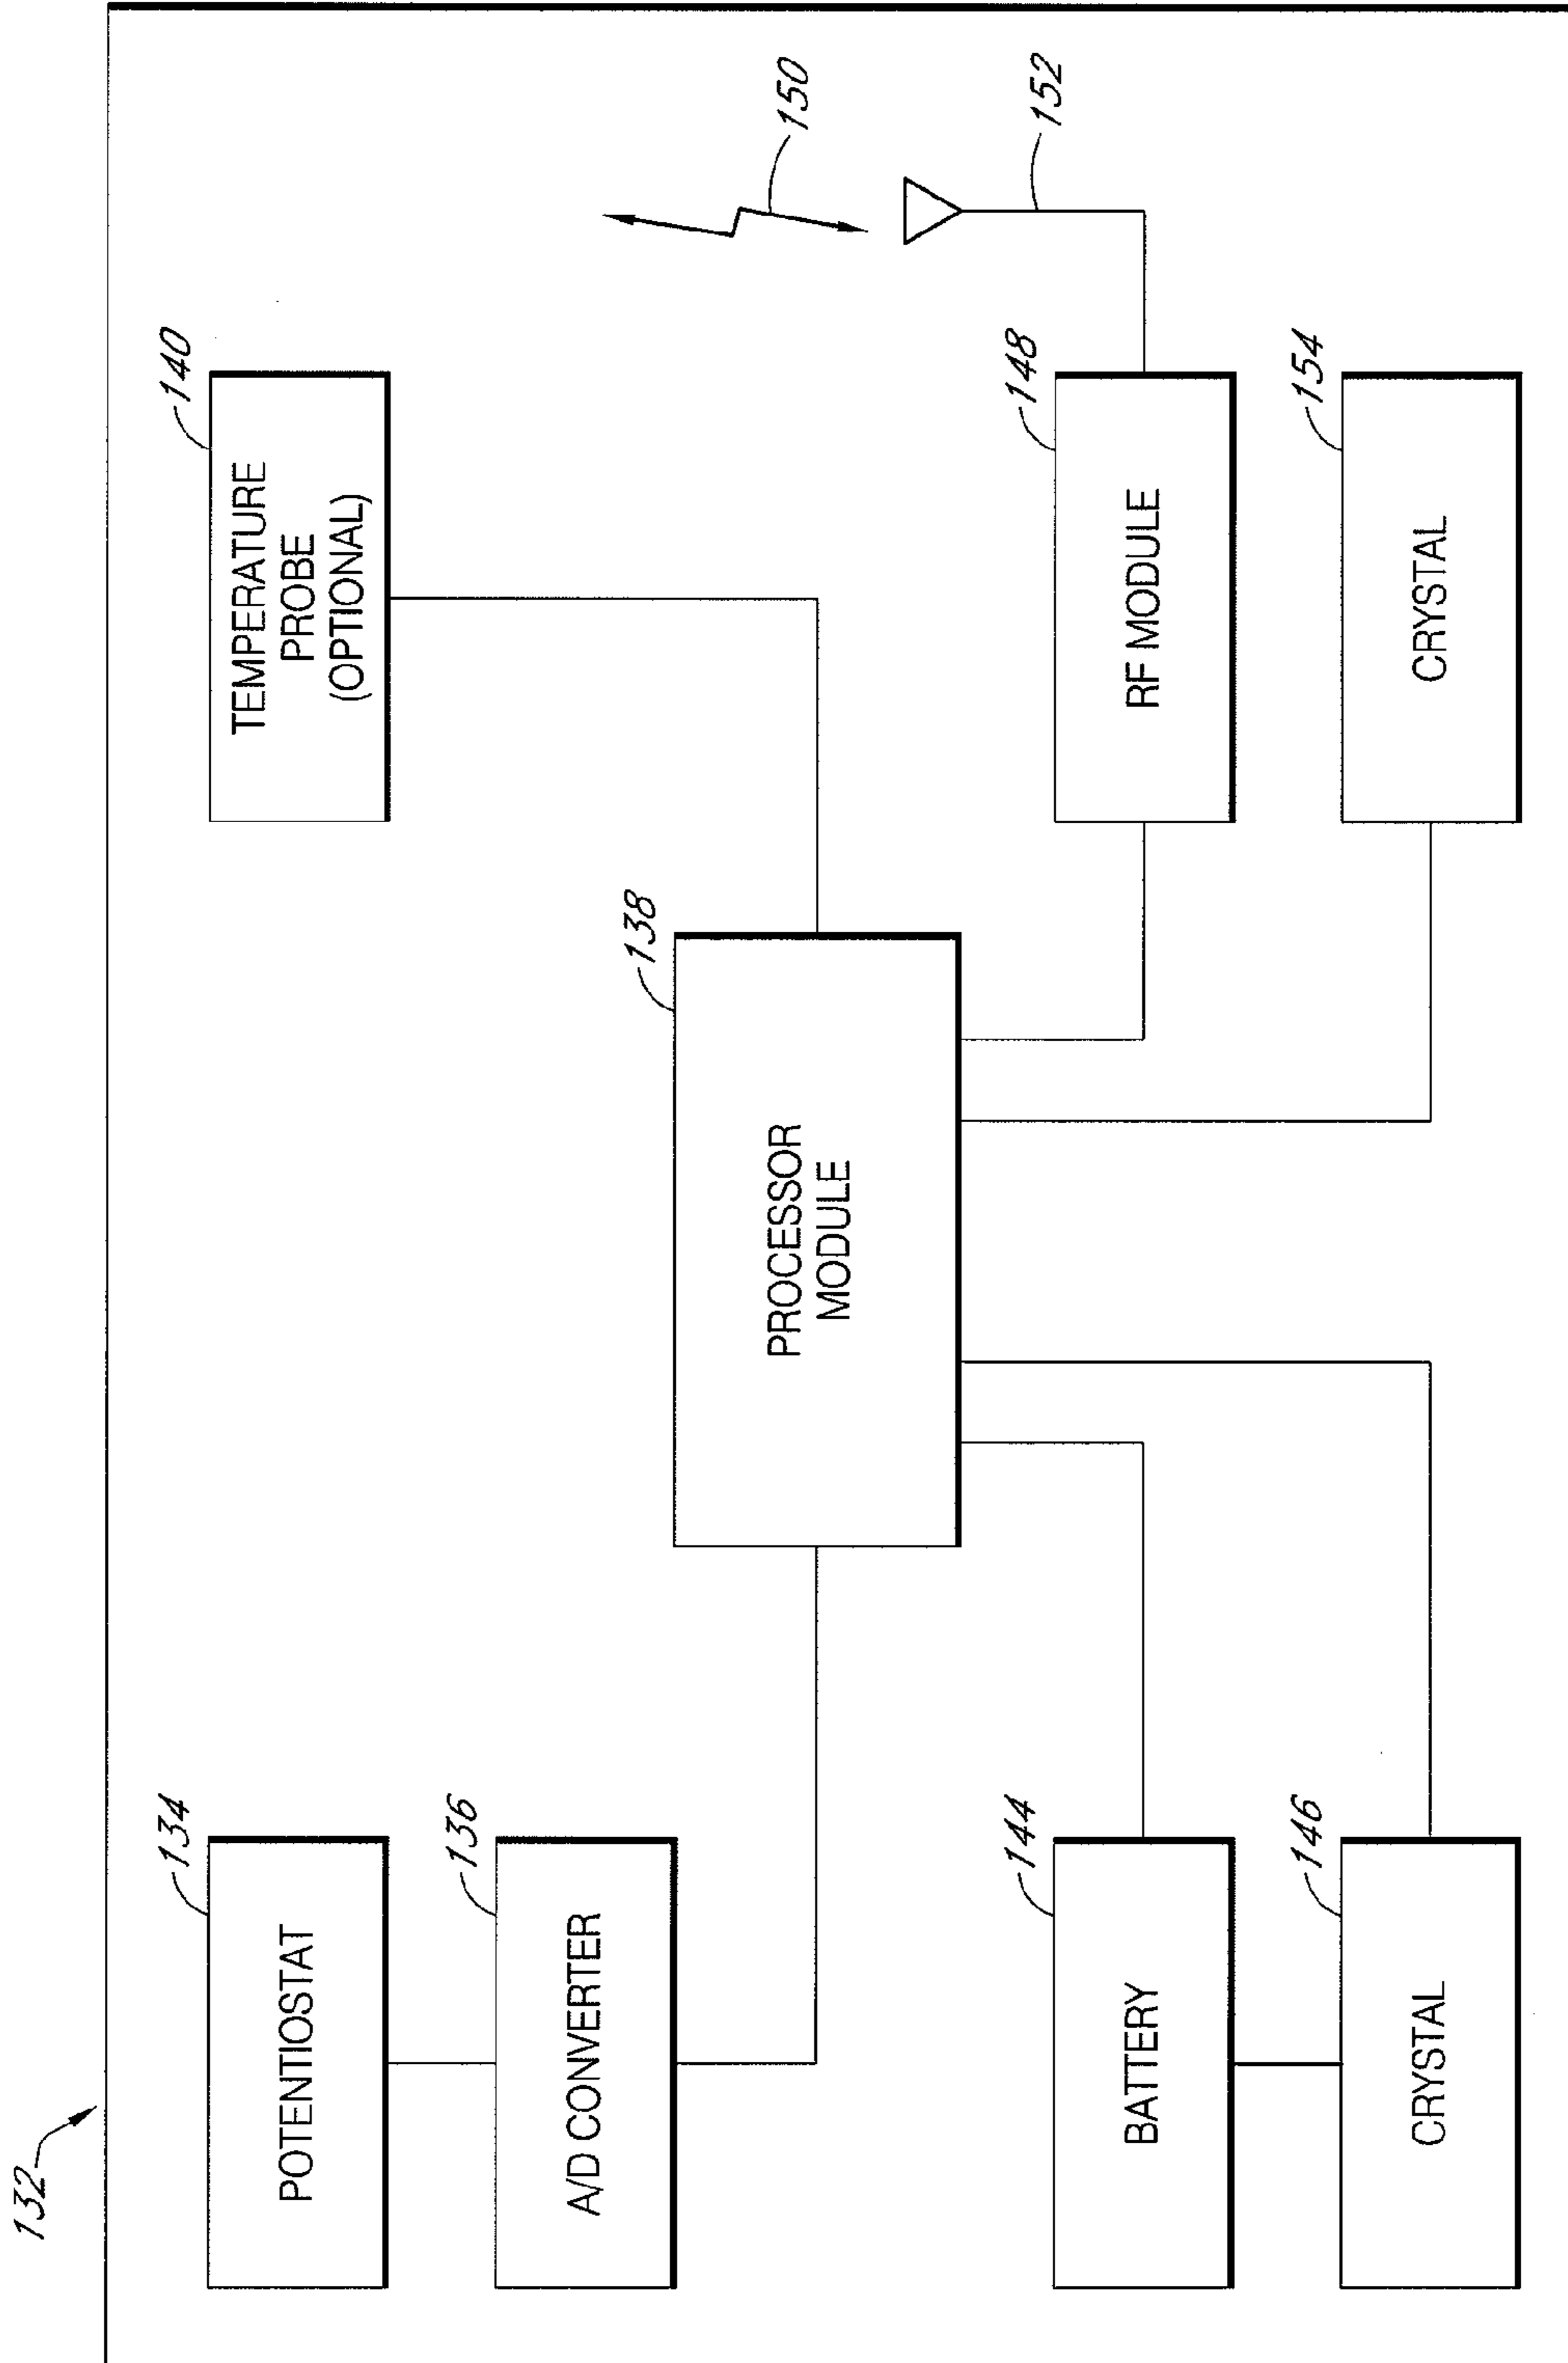 132
134
POTENTIOSTAT
136
A/D CONVERTER
138
PROCESSOR
MODULE
140
TEMPERATURE
PROBE
(OPTIONAL)
150
152
144
BATTERY
146
CRYSTAL
148
RF MODULE
154
CRYSTAL